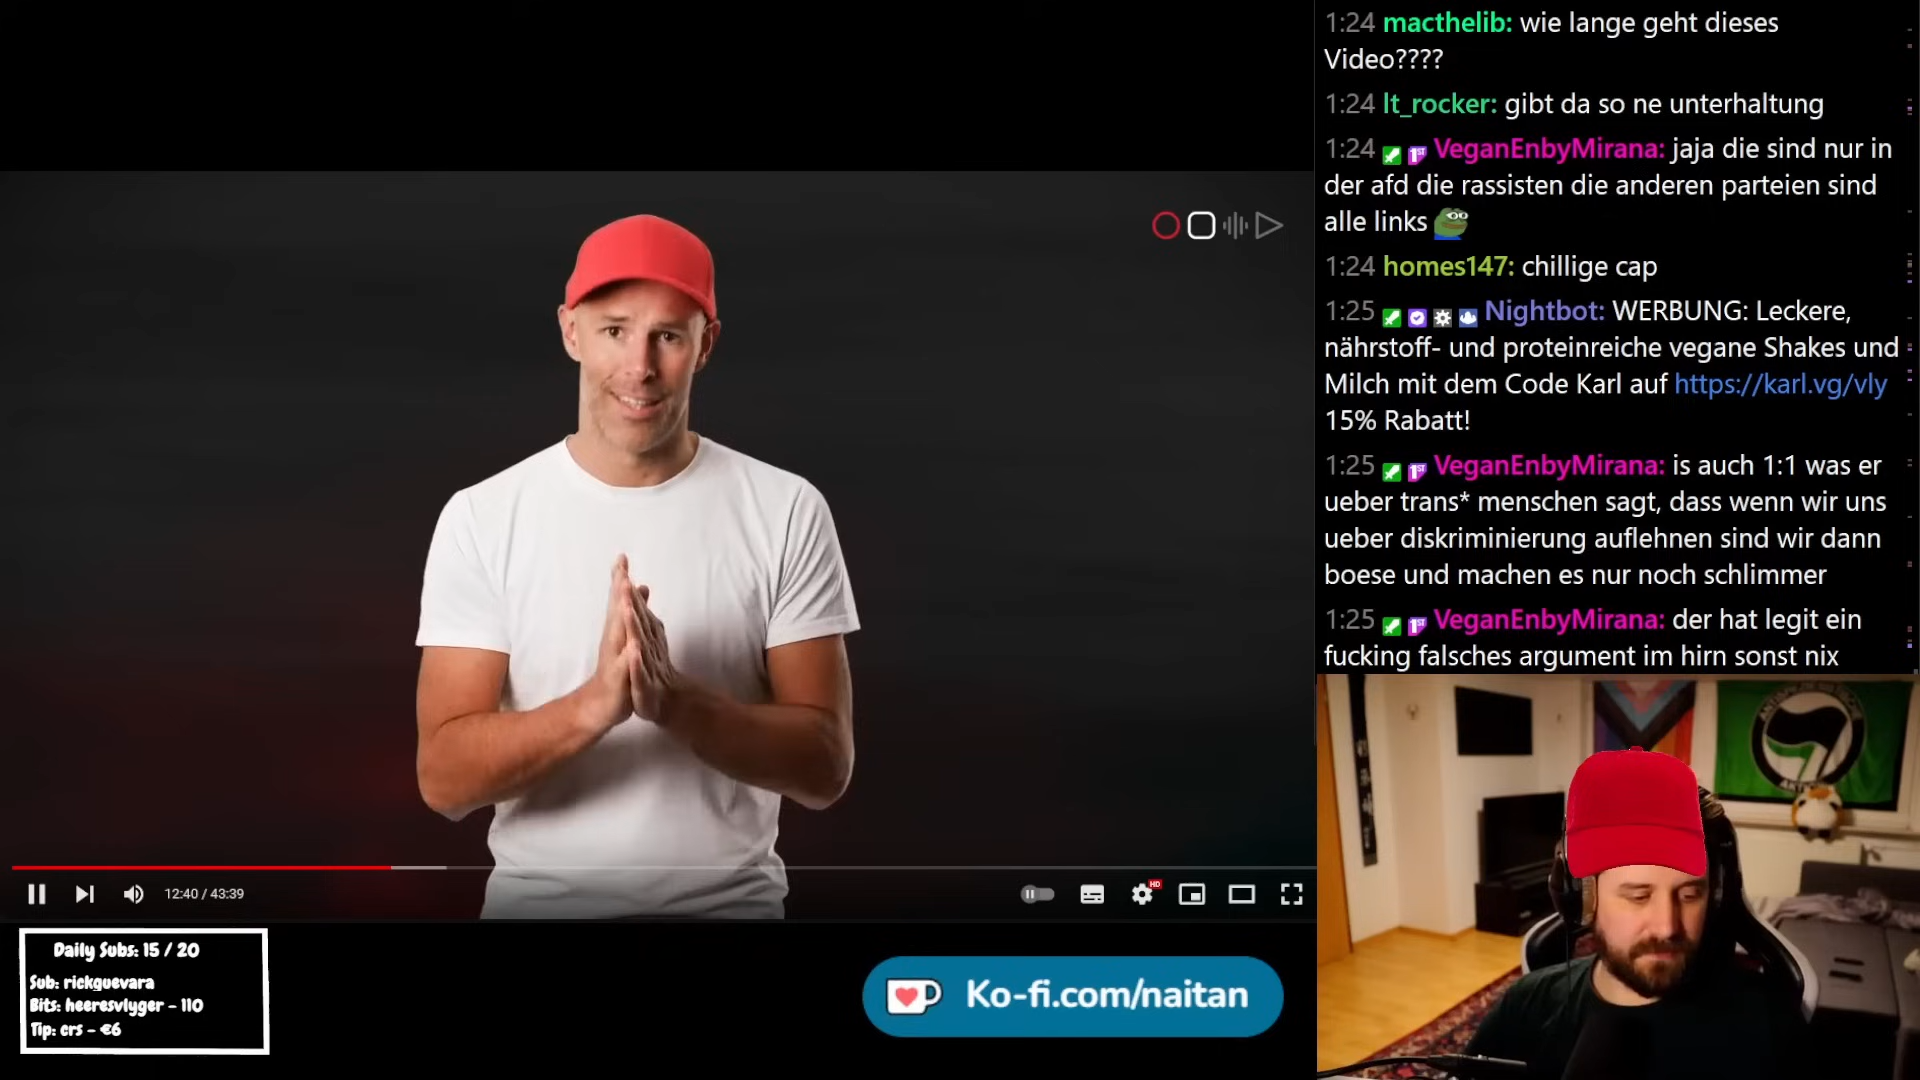 1:24 macthelib: wie lange geht dieses
Video????
1:24 lt_rocker: gibt da so ne unterhaltung
1:24 VeganEnbyMirana: jaja die sind nur in
der afd die rassisten die anderen parteien sind
alle links
1:24 homes147: chillige cap
1:25 Nightbot: WERBUNG: Leckere,
nährstoff- und proteinreiche vegane Shakes und
Milch mit dem Code Karl auf https://karl.vg/vly
15% Rabatt!
1:25 VeganEnbyMirana: is auch 1:1 was er
ueber trans* menschen sagt, dass wenn wir uns
ueber diskriminierung auflehnen sind wir dann
boese und machen es nur noch schlimmer
1:25 VeganEnbyMirana: der hat legit ein
fucking falsches argument im hirn sonst nix
12:40 / 43:39
HD
Daily Subs: 15 / 20
Sub: rickguevara
Bits: heeresvlyger - 110
Tip: crs - €6
Ko-fi.com/naitan